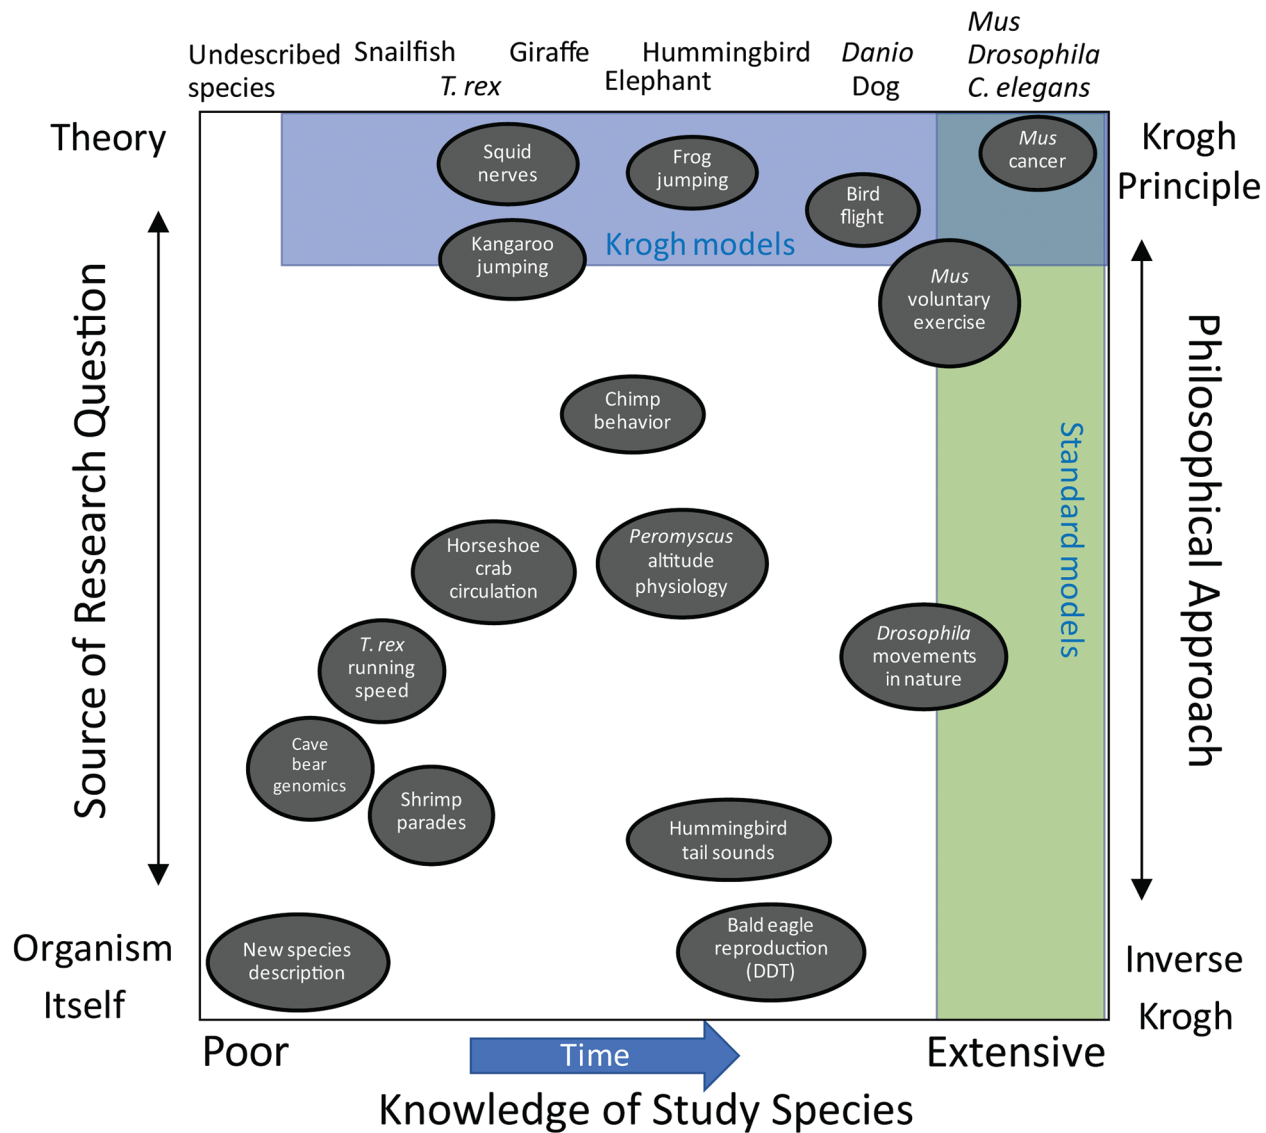 Mus
Undescribed Snailfish Giraffe Hummingbird Danio Drosophila
species T. rex Elephant Dog C. elegans
Theory
Krogh
Principle
Squid
nerves
Frog
jumping
Mus
cancer
Bird
flight
Kangaroo
jumping
Krogh models
Mus
voluntary
exercise
Source of Research Question
Philosophical Approach
Chimp
behavior
Standard models
Horseshoe
crab
circulation
Peromyscus
altitude
physiology
T. rex
running
speed
Drosophila
movements
in nature
Cave
bear
genomics
Shrimp
parades
Hummingbird
tail sounds
New species
description
Bald eagle
reproduction
(DDT)
Organism
Itself
Inverse
Krogh
Poor
Time
Extensive
Knowledge of Study Species